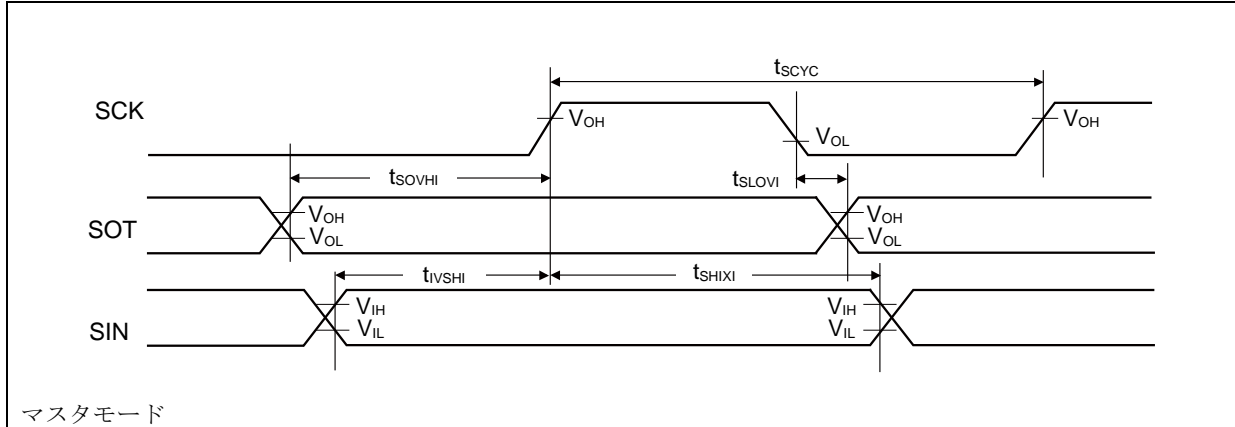 tSCYC
SCK
VOH
VOL
VOH
tSOVHI
tSLOVI
SOT
VOH
VOL
VOH
VOL
tIVSHI
tSHIXI
SIN
VIH
VIL
VIH
VIL
マスタモード